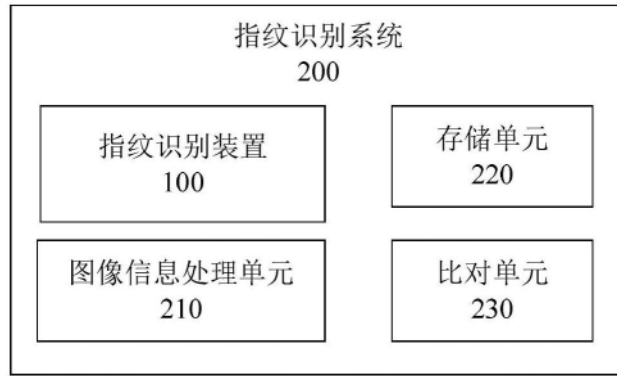 指纹识别系统
200
指纹识别装置
100
存储单元
220
图像信息处理单元
210
比对单元
230